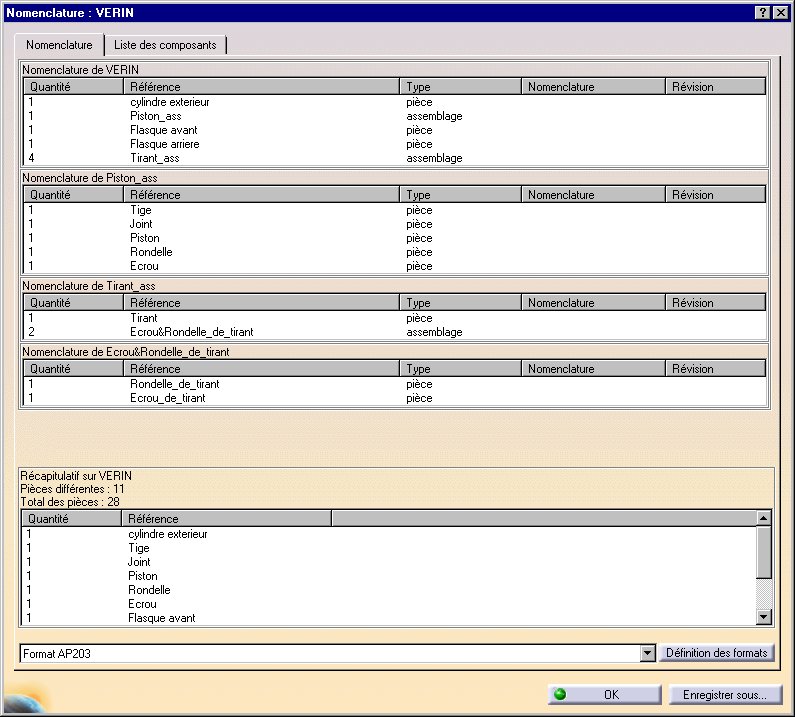 Nomenclature : VERIN
Nomenclature Liste des composants
Nomenclature de VERIN
Quantité Référence Type Nomenclature Révision
1 cylindre exterieur pièce
1 Piston_ass assemblage
1 Flasque avant pièce
1 Flasque arriere pièce
4 Tirant_ass assemblage
Nomenclature de Piston_ass
Quantité Référence Type Nomenclature Révision
1 Tige pièce
1 Joint pièce
1 Piston pièce
1 Rondelle pièce
1 Ecrou pièce
Nomenclature de Tirant_ass
Quantité Référence Type Nomenclature Révision
1 Tirant pièce
2 Ecrou&Rondelle_de_tirant assemblage
Nomenclature de Ecrou&Rondelle_de_tirant
Quantité Référence Type Nomenclature Révision
1 Rondelle_de_tirant pièce
1 Ecrou_de_tirant pièce
Récapitulatif sur VERIN
Pièces différentes : 11
Total des pièces : 28
Quantité Référence
1 cylindre exterieur
1 Tige
1 Joint
1 Piston
1 Rondelle
1 Ecrou
1 Flasque avant
Format AP203 Définition des formats
OK Enregistrer sous...